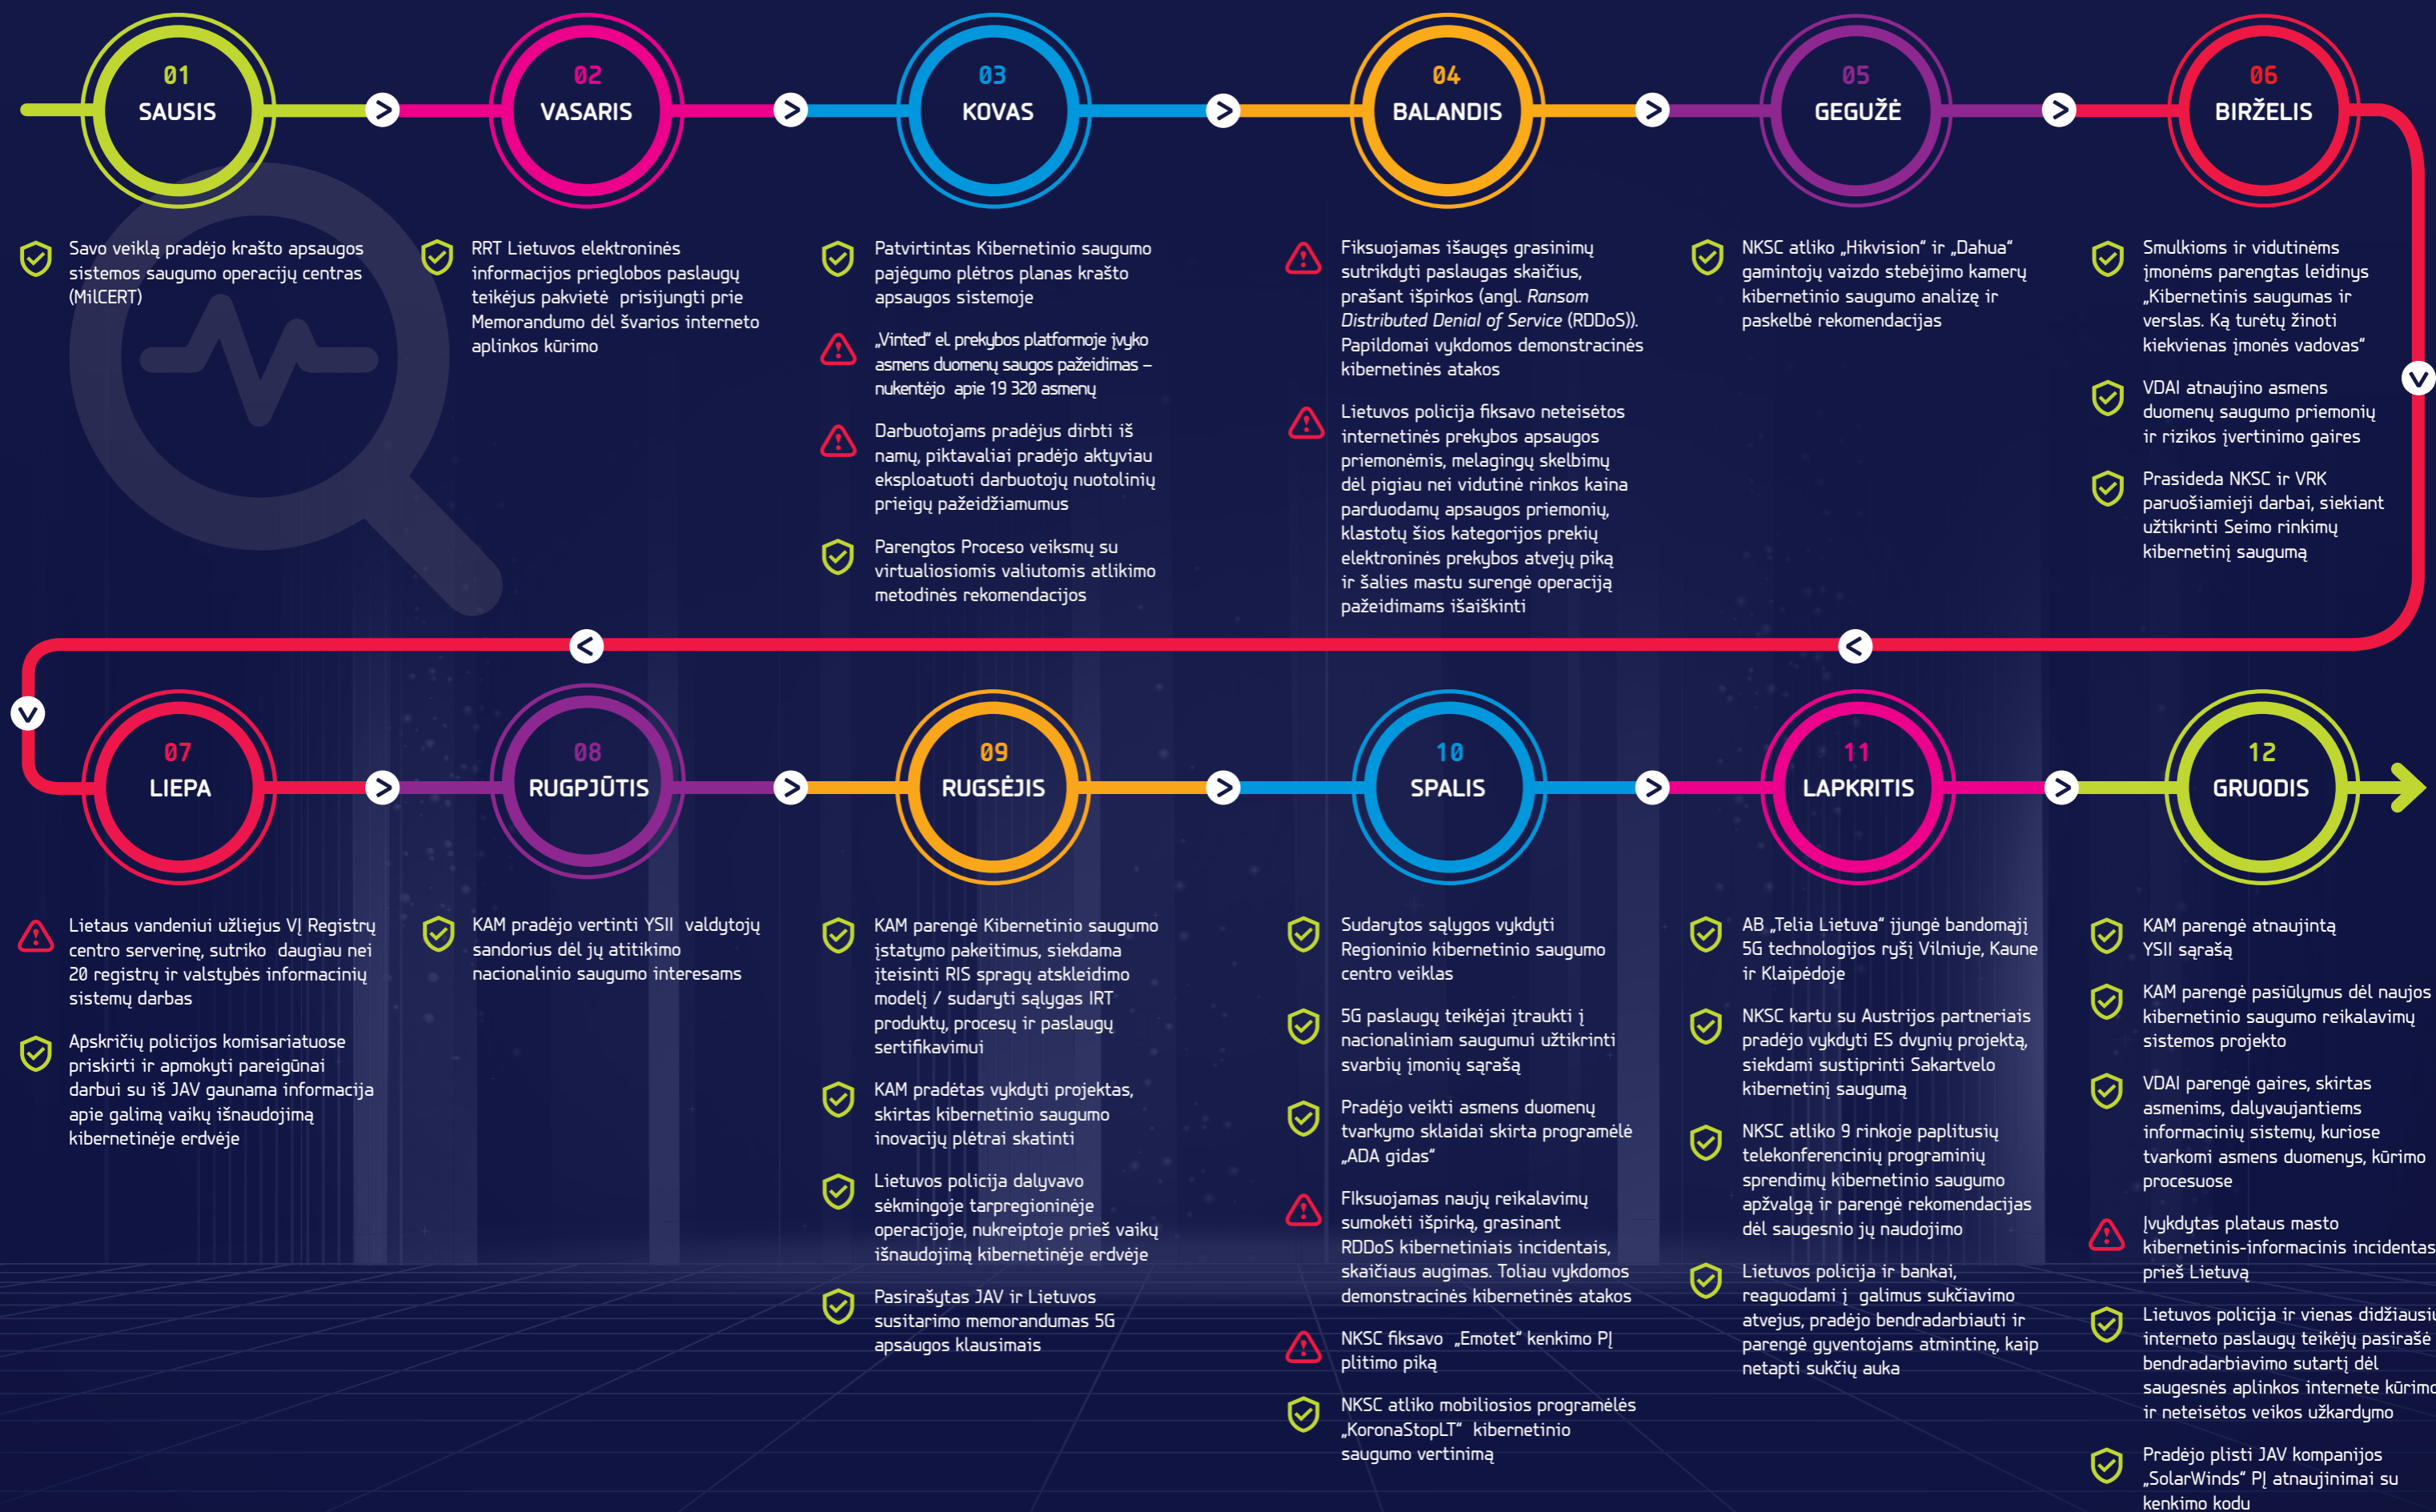 01
SAUSIS
Savo veiklą pradėjo krašto apsaugos
sistemos saugumo operacijų centras
(MilCERT)
02
VASARIS
RRT Lietuvos elektroninės
informacijos prieglobos paslaugų
teikėjus pakvietė prisijungti prie
Memorandumo dėl švarios interneto
aplinkos kūrimo
03
KOVAS
Patvirtintas Kibernetinio saugumo
pajėgumo plėtros planas krašto
apsaugos sistemoje
„Vinted“ el. prekybos platformoje įvyko
asmens duomenų saugos pažeidimas –
nukentėjo apie 19 320 asmenų
Darbuotojams pradėjus dirbti iš
namų, piktavaliai pradėjo aktyviau
eksploatuoti darbuotojų nuotolinių
prieigų pažeidžiamumus
Parengtos Proceso veiksmų su
virtualiosiomis valiutomis atlikimo
metodinės rekomendacijos
04
BALANDIS
Fiksuojamas išaugęs grasinimų
sutrikdyti paslaugas skaičius,
prašant išpirkos (angl. Ransom
Distributed Denial of Service (RDDoS)).
Papildomai vykdomos demonstracinės
kibernetinės atakos
Lietuvos policija fiksavo neteisėtos
internetinės prekybos apsaugos
priemonėmis, melagingų skelbimų
dėl pigiau nei vidutinė rinkos kaina
parduodamų apsaugos priemonių,
klastotų šios kategorijos prekių
elektroninės prekybos atvejų piką
ir šalies mastu surengė operaciją
pažeidimams išaiškinti
05
GEGUŽĖ
NKSC atliko „Hikvision“ ir „Dahua“
gamintojų vaizdo stebėjimo kamerų
kibernetinio saugumo analizę ir
paskelbė rekomendacijas
06
BIRŽELIS
Smulkioms ir vidutinėms
įmonėms parengtas leidinys
„Kibernetinis saugumas ir
verslas. Ką turėtų žinoti
kiekvienas įmonės vadovas“
VDAI atnaujino asmens
duomenų saugumo priemonių
ir rizikos įvertinimo gaires
Prasideda NKSC ir VRK
paruošiamieji darbai, siekiant
užtikrinti Seimo rinkimų
kibernetinį saugumą
07
LIEPA
Lietaus vandeniui užliejus VĮ Registrų
centro serverinę, sutriko daugiau nei
20 registrų ir valstybės informacinių
sistemų darbas
Apskričių policijos komisariatuose
priskirti ir apmokyti pareigūnai
darbui su iš JAV gaunama informacija
apie galimą vaikų išnaudojimą
kibernetinėje erdvėje
08
RUGPJŪTIS
KAM pradėjo vertinti YSII valdytojų
sandorius dėl jų atitikimo
nacionalinio saugumo interesams
09
RUGSĖJIS
KAM parengė Kibernetinio saugumo
įstatymo pakeitimus, siekdama
įteisinti RIS spragų atskleidimo
modelį / sudaryti sąlygas IRT
produktų, procesų ir paslaugų
sertifikavimui
KAM pradėtas vykdyti projektas,
skirtas kibernetinio saugumo
inovacijų plėtrai skatinti
Lietuvos policija dalyvavo
sėkmingoje tarpregioninėje
operacijoje, nukreiptoje prieš vaikų
išnaudojimą kibernetinėje erdvėje
Pasirašytas JAV ir Lietuvos
susitarimo memorandumas 5G
apsaugos klausimais
10
SPALIS
Sudarytos sąlygos vykdyti
Regioninio kibernetinio saugumo
centro veiklas
5G paslaugų teikėjai įtraukti į
nacionaliniam saugumui užtikrinti
svarbių įmonių sąrašą
Pradėjo veikti asmens duomenų
tvarkymo sklaidai skirta programėlė
„ADA gidas“
FIksuojamas naujų reikalavimų
sumokėti išpirką, grasinant
RDDoS kibernetiniais incidentais,
skaičiaus augimas. Toliau vykdomos
demonstracinės kibernetinės atakos
NKSC fiksavo „Emotet“ kenkimo PĮ
plitimo piką
NKSC atliko mobiliosios programėlės
„KoronaStopLT“ kibernetinio
saugumo vertinimą
11
LAPKRITIS
AB „Telia Lietuva“ įjungė bandomąjį
5G technologijos ryšį Vilniuje, Kaune
ir Klaipėdoje
NKSC kartu su Austrijos partneriais
pradėjo vykdyti ES dvynių projektą,
siekdami sustiprinti Sakartvelo
kibernetinį saugumą
NKSC atliko 9 rinkoje paplitusių
telekonferencinių programinių
sprendimų kibernetinio saugumo
apžvalgą ir parengė rekomendacijas
dėl saugesnio jų naudojimo
Lietuvos policija ir bankai,
reaguodami į galimus sukčiavimo
atvejus, pradėjo bendradarbiauti ir
parengė gyventojams atmintinę, kaip
netapti sukčių auka
12
GRUODIS
KAM parengė atnaujintą
YSII sąrašą
KAM parengė pasiūlymus dėl naujos
kibernetinio saugumo reikalavimų
sistemos projekto
VDAI parengė gaires, skirtas
asmenims, dalyvaujantiems
informacinių sistemų, kuriose
tvarkomi asmens duomenys, kūrimo
procesuose
Įvykdytas plataus masto
kibernetinis-informacinis incidentas
prieš Lietuvą
Lietuvos policija ir vienas
interneto paslaugų teikėjų pasirašė
bendradarbiavimo sutartį dėl
saugesnės aplinkos internete
ir neteisėtos veikos užkardymo
Pradėjo plisti JAV kompanijos
„SolarWinds“ PĮ atnaujinimai su
kenkimo kodu